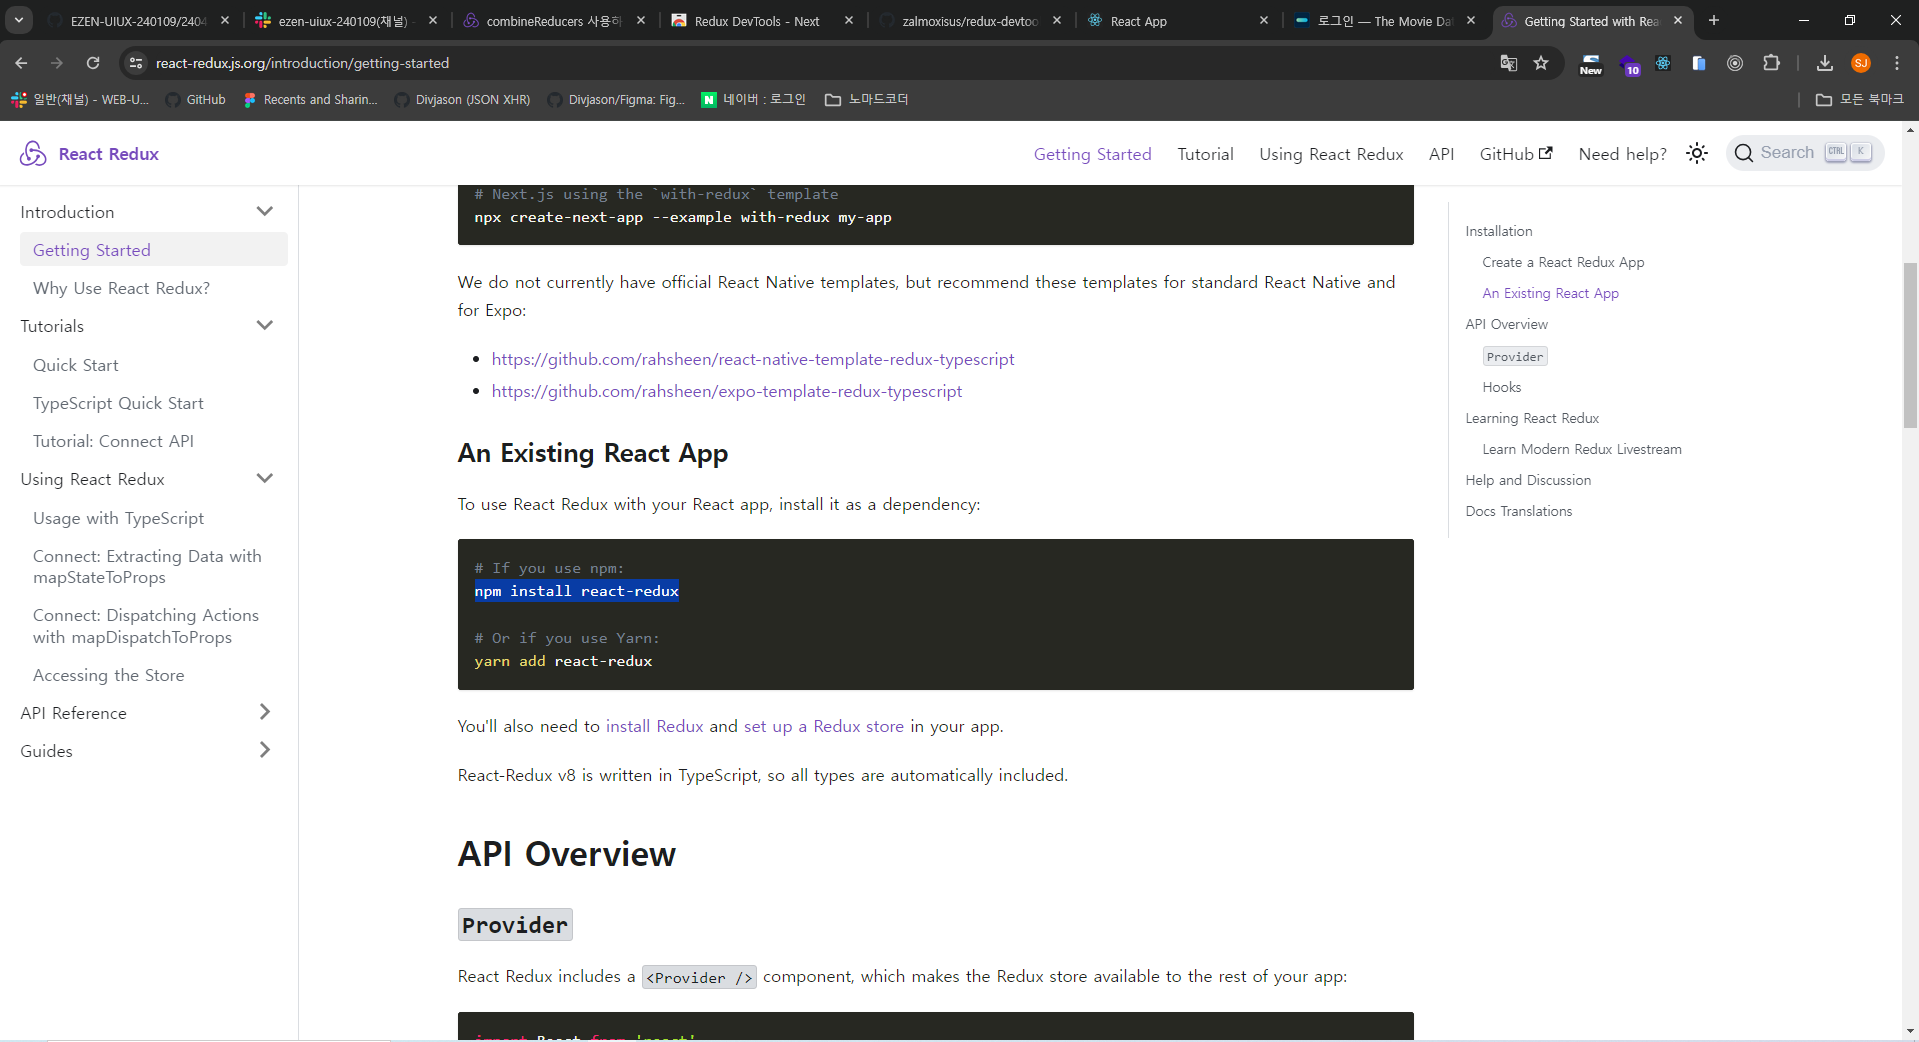 EZEN-UIUX-240109/2404
ezen-uiux-240109(채널) -
combineReducers 사용하
Redux DevTools - Next
zalmoxisus/redux-devtoo
React App
로그인 — The Movie Da
Getting Started with Rea
react-redux.js.org/introduction/getting-started
New
10
SJ
일반(채널) - WEB-U...
GitHub
Recents and Sharin...
Divjason (JSON XHR)
Divjason/Figma: Fig...
네이버 : 로그인
노마드코더
모든 북마크
React Redux
Getting Started
Tutorial
Using React Redux
API
GitHub
Need help?
Search
CTRL
K
Introduction
Getting Started
Why Use React Redux?
Tutorials
Quick Start
TypeScript Quick Start
Tutorial: Connect API
Using React Redux
Usage with TypeScript
Connect: Extracting Data with
mapStateToProps
Connect: Dispatching Actions
with mapDispatchToProps
Accessing the Store
API Reference
Guides
# Next.js using the `with-redux` template
npx create-next-app --example with-redux my-app
We do not currently have official React Native templates, but recommend these templates for standard React Native and
for Expo:
https://github.com/rahsheen/react-native-template-redux-typescript
https://github.com/rahsheen/expo-template-redux-typescript
An Existing React App
To use React Redux with your React app, install it as a dependency:
# If you use npm:
npm install react-redux
# Or if you use Yarn:
yarn add react-redux
You'll also need to install Redux and set up a Redux store in your app.
React-Redux v8 is written in TypeScript, so all types are automatically included.
API Overview
Provider
React Redux includes a <Provider /> component, which makes the Redux store available to the rest of your app:
import React from 'react'
Installation
Create a React Redux App
An Existing React App
API Overview
Provider
Hooks
Learning React Redux
Learn Modern Redux Livestream
Help and Discussion
Docs Translations